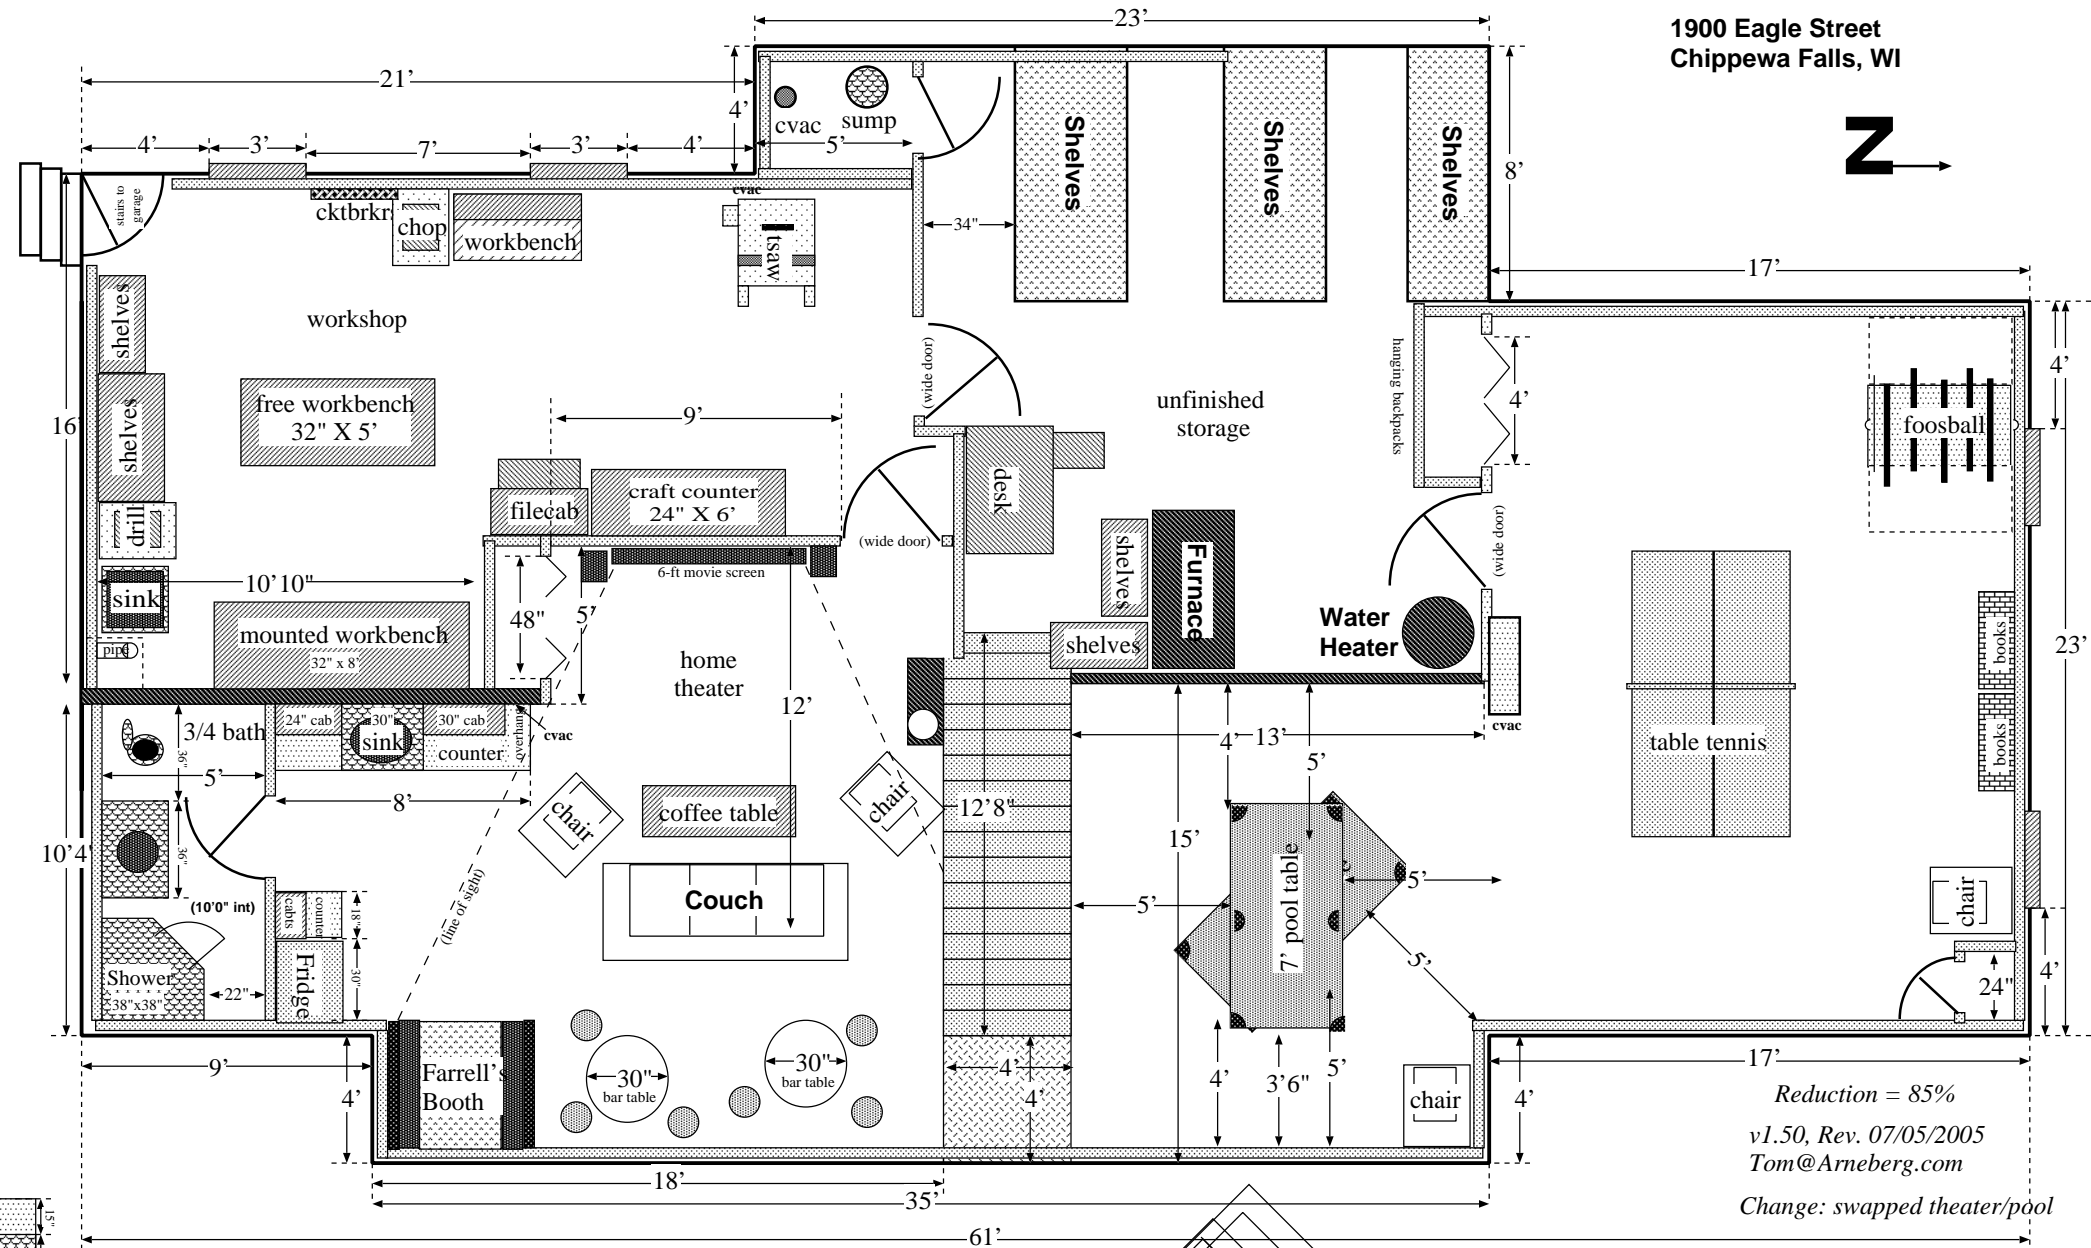 23'
1900 Eagle Street
Chippewa Falls, WI
N
21'
4'
8'
4'
3'
7'
3'
4'
5'
cvac
sump
Shelves
Shelves
Shelves
stairs to
garage
cktbrkr
chop
workbench
cvac
tsaw
34"
17'
workshop
shelves
shelves
16'
free workbench
32" X 5'
9'
(wide door)
unfinished
storage
hanging backpacks
4'
4'
foosball
drill
filecab
craft counter
24" X 6'
(wide door)
desk
shelves
Furnace
(wide door)
6-ft movie screen
10'10"
sink
48"
5'
mounted workbench
32" x 8'
pipe
home
theater
12'
shelves
Water
Heater
books
books
23'
table tennis
cvac
3/4 bath
36"
24" cab
30"
sink
30" cab
counter
overhang
cvac
4'
13'
5'
5'
8'
chair
coffee table
chair
12'8"
15'
10'4"
36"
(10'0" int)
cabts
counter
18"
(line of sight)
Couch
5'
7' pool table
5'
5'
chair
Shower
38"x38"
22"
Fridge
30"
24"
4'
9'
4'
Farrell's
Booth
30"
bar table
30"
bar table
4'
4'
4'
3'6"
5'
chair
4'
17'
Reduction = 85%
v1.50, Rev. 07/05/2005
Tom@Arneberg.com
Change: swapped theater/pool
18'
35'
15"
61'